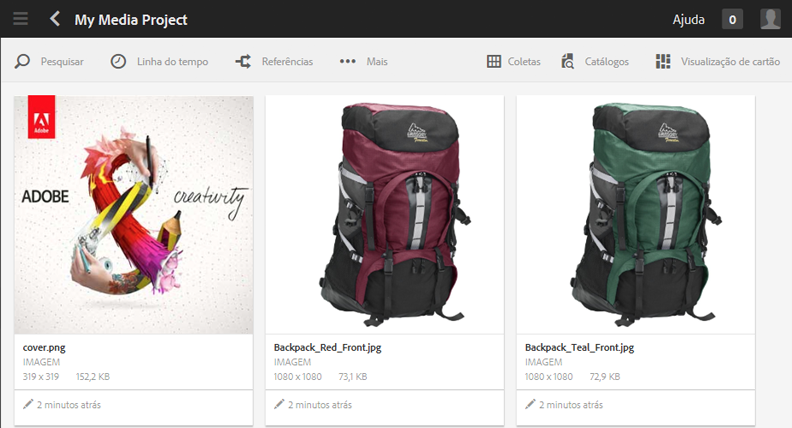 My Media Project
Ajuda 0
Pesquisar Linha do tempo Referências Mais Coletas Catálogos Visualização de cartão
Adobe
ADOBE creativity
cover.png
IMAGEM
319 x 319 152,2 KB
2 minutos atrás
Backpack_Red_Front.jpg
IMAGEM
1080 x 1080 73,1 KB
2 minutos atrás
Backpack_Teal_Front.jpg
IMAGEM
1080 x 1080 72,9 KB
2 minutos atrás